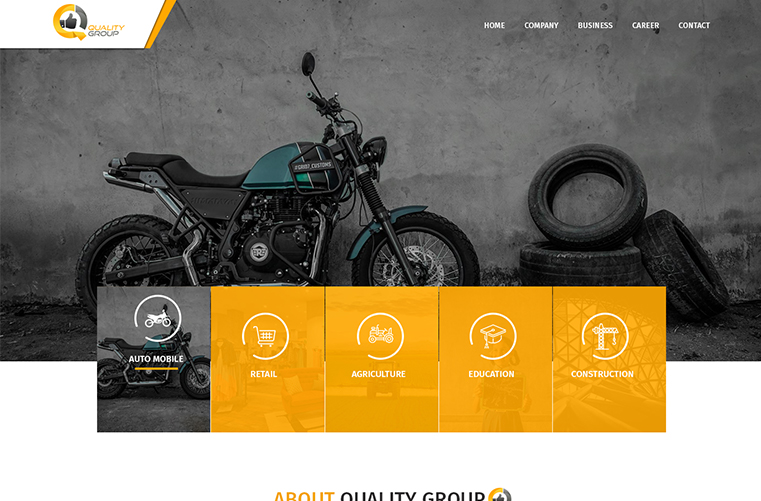 QUALITY
GROUP
HOME COMPANY BUSINESS CAREER CONTACT
AUTO MOBILE
RETAIL
AGRICULTURE
EDUCATION
CONSTRUCTION
ABOUT QUALITY GROUP